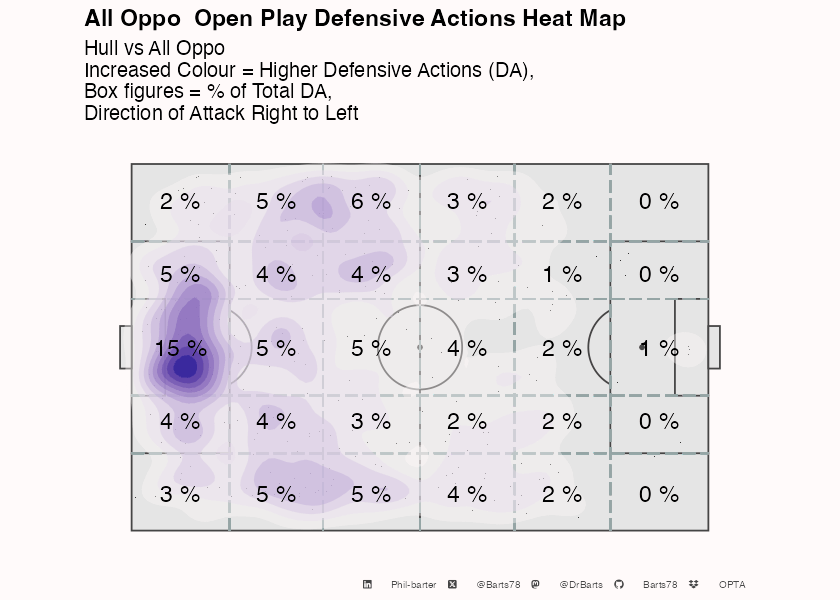 All Oppo  Open Play Defensive Actions Heat Map
Hull vs All Oppo
Increased Colour = Higher Defensive Actions (DA),
Box figures = % of Total DA,
Direction of Attack Right to Left
2 % 5 % 6 % 3 % 2 % 0 %
5 % 4 % 4 % 3 % 1 % 0 %
15 % 5 % 5 % 4 % 2 % 1 %
4 % 4 % 3 % 2 % 2 % 0 %
3 % 5 % 5 % 4 % 2 % 0 %
Phil-barter @Barts78 @DrBarts Barts78 OPTA